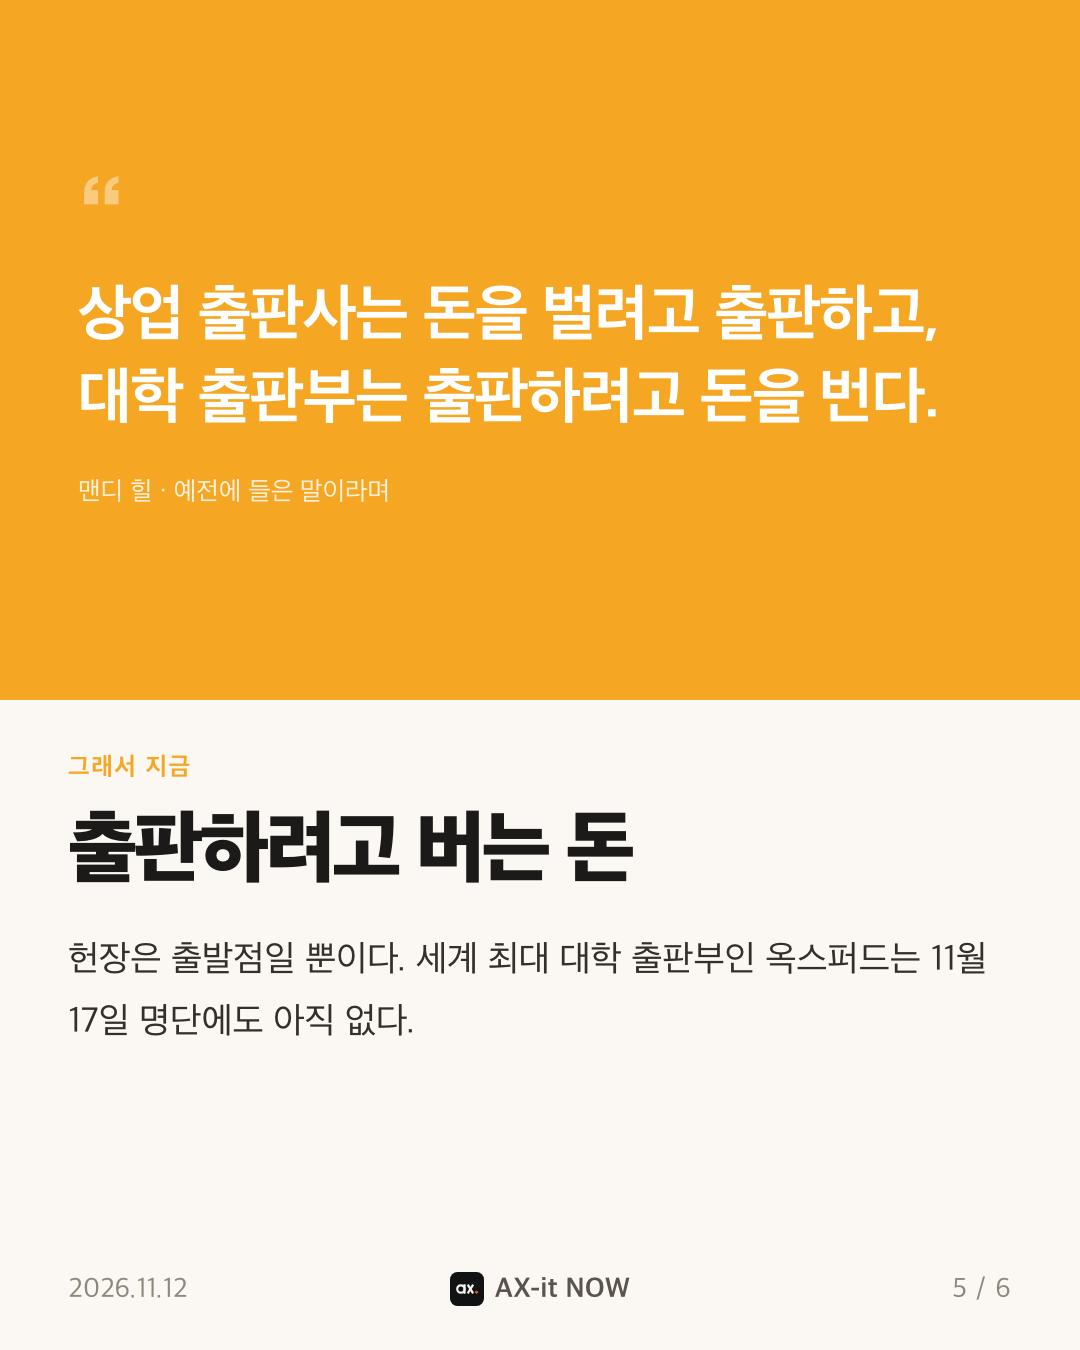 “
상업 출판사는 돈을 벌려고 출판하고,
대학 출판부는 출판하려고 돈을 번다.
맨디 힐 · 예전에 들은 말이라며
그래서 지금
출판하려고 버는 돈
헌장은 출발점일 뿐이다. 세계 최대 대학 출판부인 옥스퍼드는 11월
17일 명단에도 아직 없다.
2026.11.12
ax. AX-it NOW
5 / 6